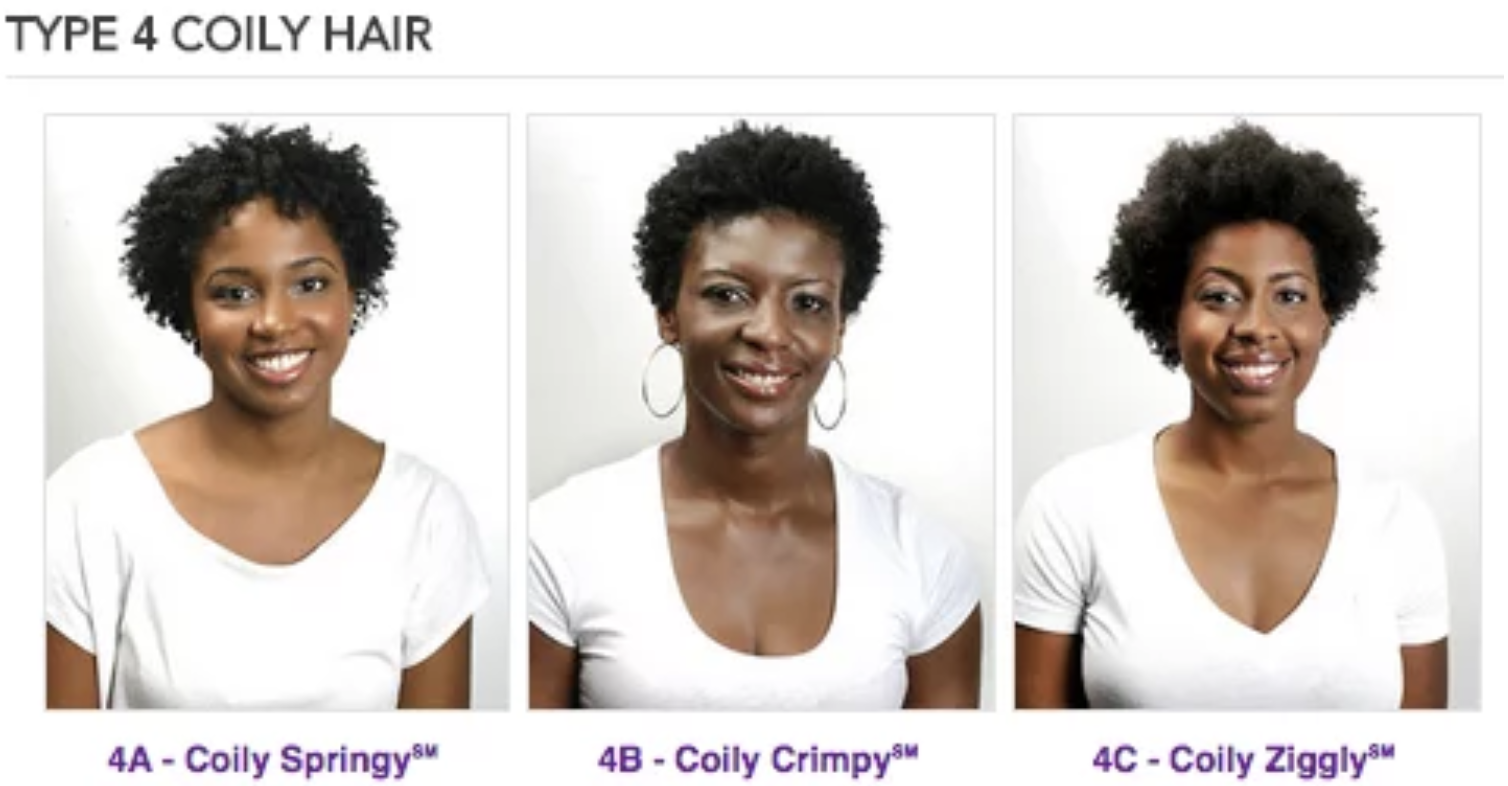 TYPE 4 COILY HAIR
4A - Coily Springy℠
4B - Coily Crimpy℠
4C - Coily Ziggly℠